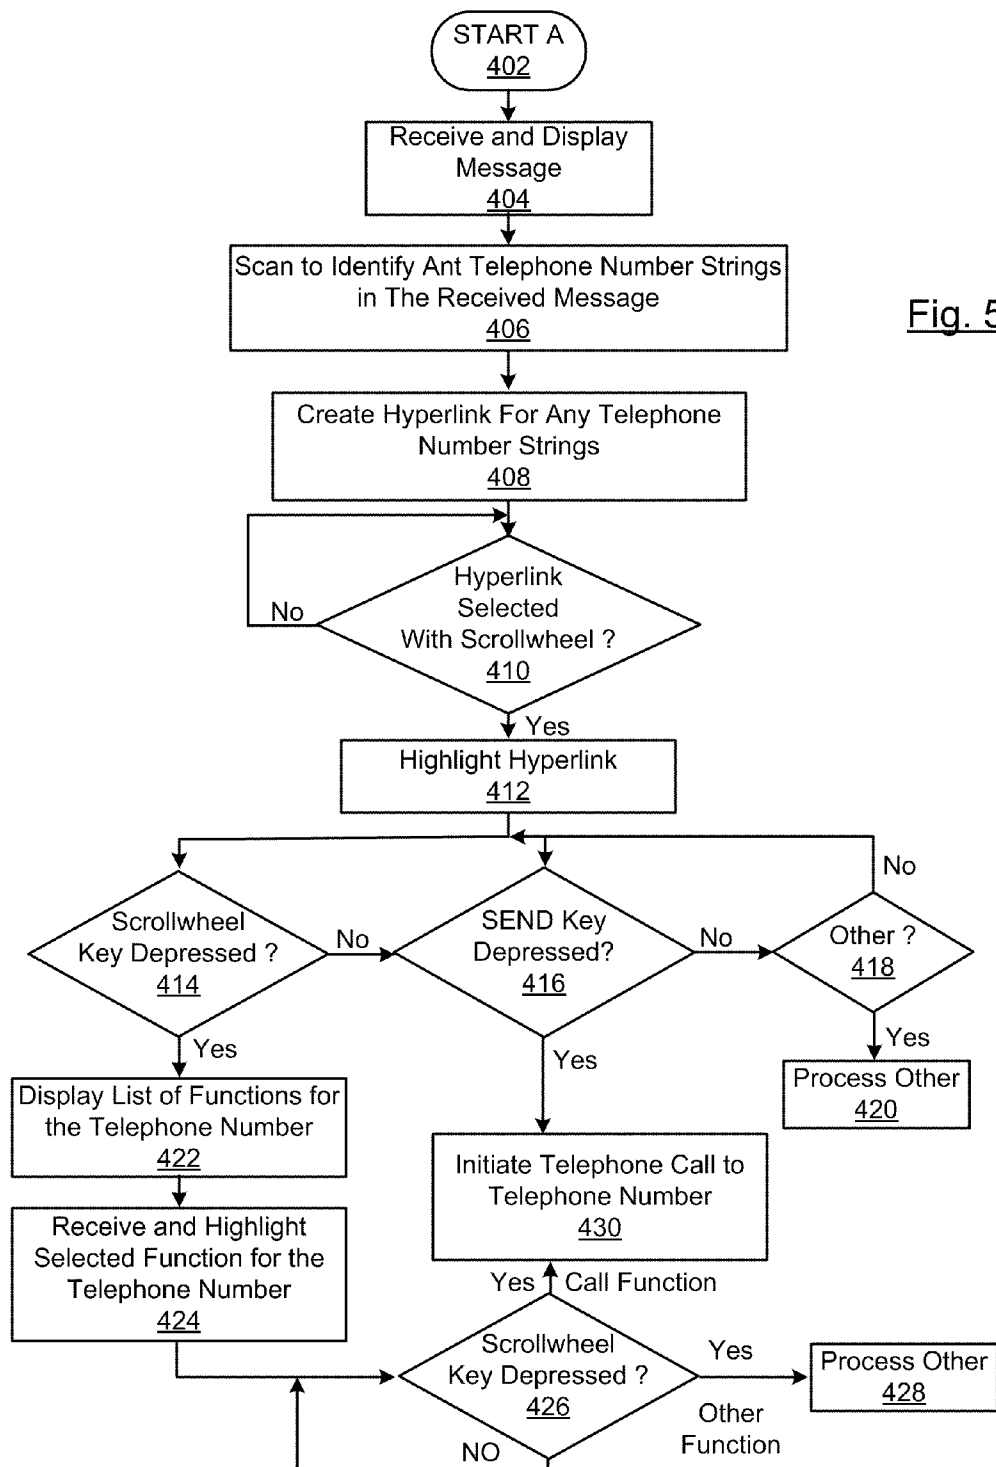 START A
402
Receive and Display
Message
404
Scan to Identify Ant Telephone Number Strings
in The Received Message
406
Fig. 5
Create Hyperlink For Any Telephone
Number Strings
408
Hyperlink
Selected
With Scrollwheel ?
410
No
Yes
Highlight Hyperlink
412
Scrollwheel
Key Depressed ?
414
No
SEND Key
Depressed?
416
No
Other ?
418
No
Yes
Yes
Yes
Process Other
420
Display List of Functions for
the Telephone Number
422
Initiate Telephone Call to
Telephone Number
430
Receive and Highlight
Selected Function for the
Telephone Number
424
Yes
Call Function
Scrollwheel
Key Depressed ?
426
Yes
Other
Function
Process Other
428
NO